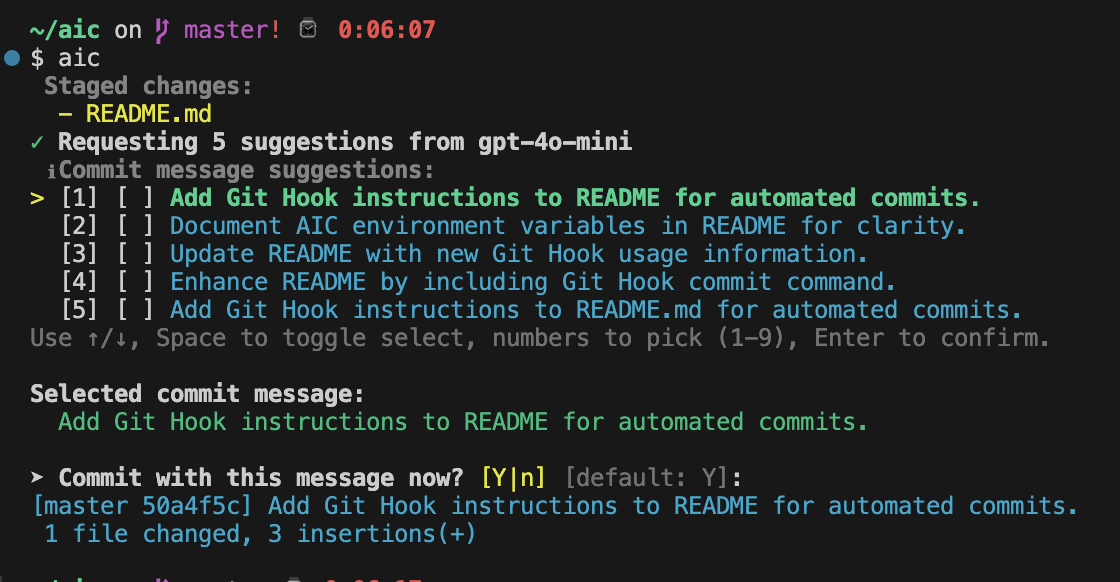 ~/aic on master! 0:06:07
$ aic
Staged changes:
– README.md
✓ Requesting 5 suggestions from gpt-4o-mini
ℹCommit message suggestions:
> [1] [ ] Add Git Hook instructions to README for automated commits.
[2] [ ] Document AIC environment variables in README for clarity.
[3] [ ] Update README with new Git Hook usage information.
[4] [ ] Enhance README by including Git Hook commit command.
[5] [ ] Add Git Hook instructions to README.md for automated commits.
Use ↑/↓, Space to toggle select, numbers to pick (1–9), Enter to confirm.
Selected commit message:
Add Git Hook instructions to README for automated commits.
➤ Commit with this message now? [Y|n] [default: Y]:
[master 50a4f5c] Add Git Hook instructions to README for automated commits.
1 file changed, 3 insertions(+)